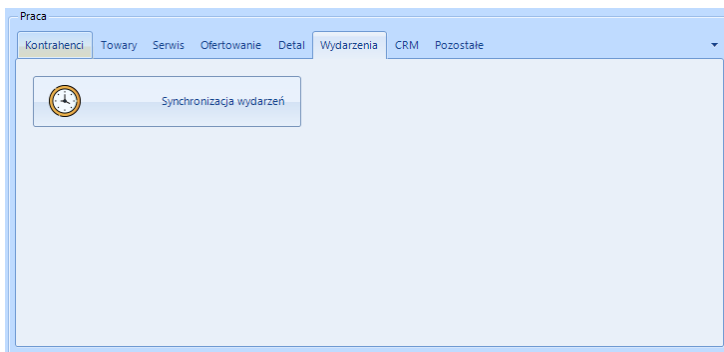 Praca
Kontrahenci Towary Serwis Ofertowanie Detal Wydarzenia CRM Pozostałe
Synchronizacja wydarzeń